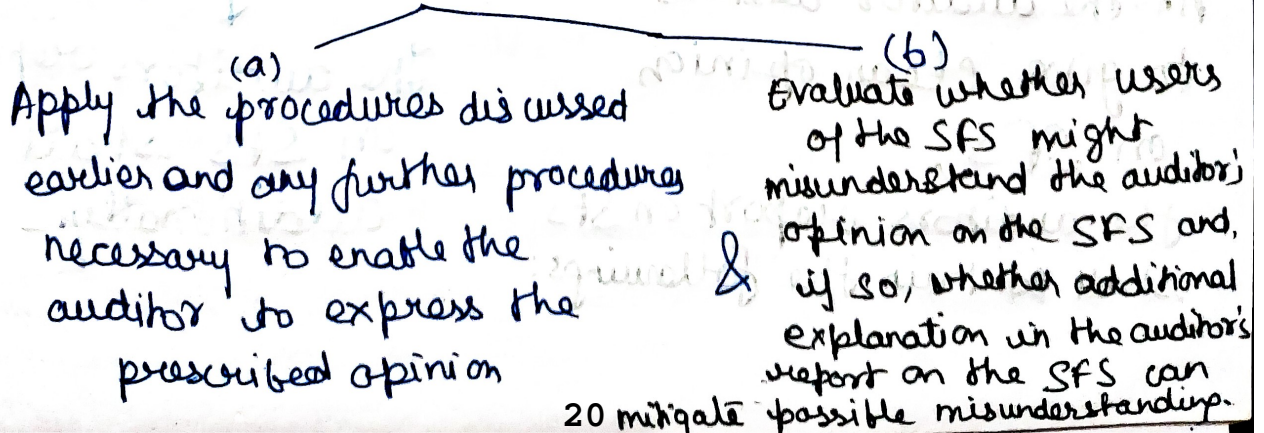 (a)
Apply the procedures discussed
earlier and any further procedures
necessary to enable the
auditor to express the
prescribed opinion
&
(b)
Evaluate whether users
of the SFS might
misunderstand the auditor's
opinion on the SFS and,
if so, whether additional
explanation in the auditor's
report on the SFS can
20 mitigate possible misunderstanding.